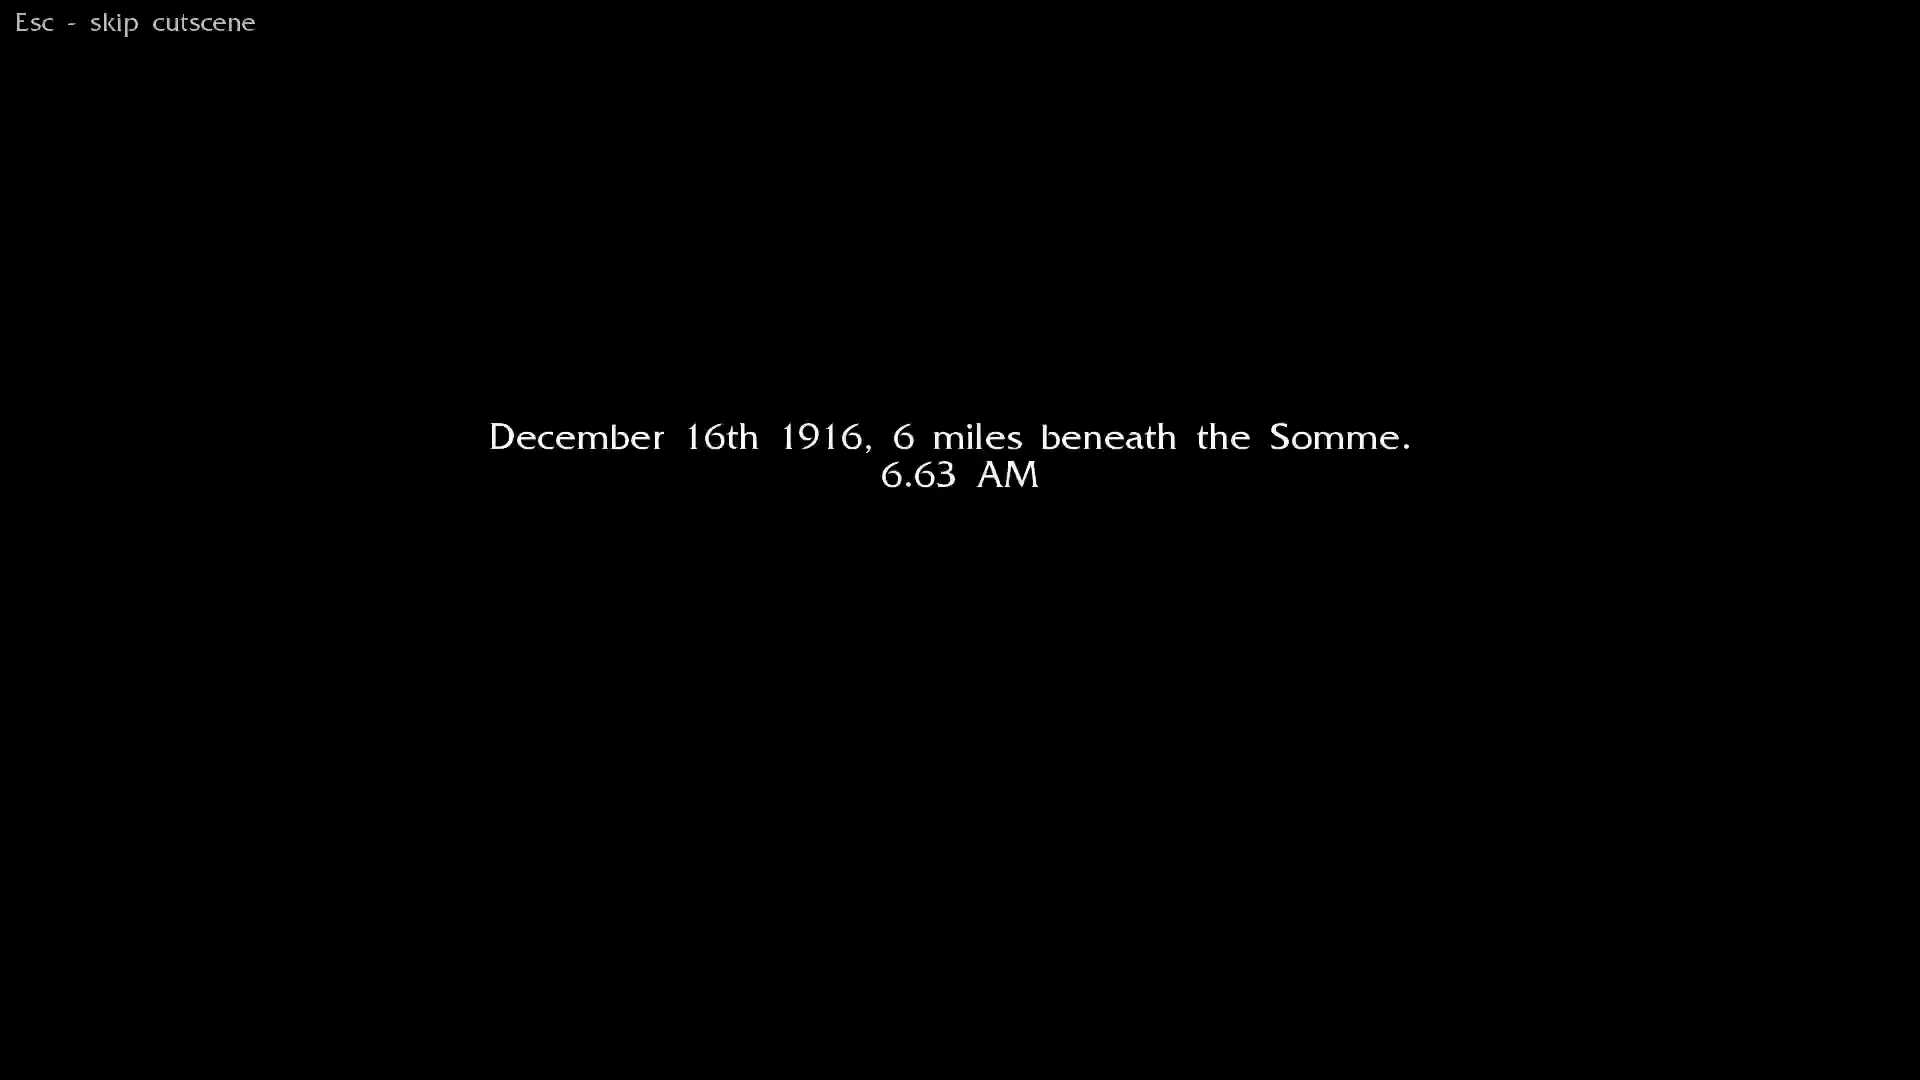 Esc - skip cutscene
December 16th 1916, 6 miles beneath the Somme.
6.63 AM